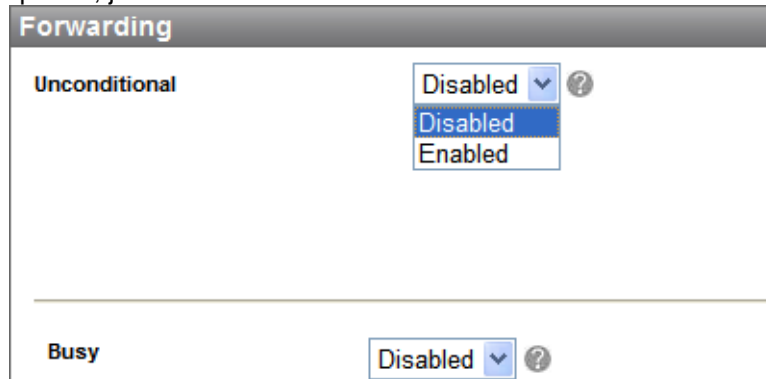 Forwarding
Unconditional Disabled
Disabled
Enabled
Busy Disabled